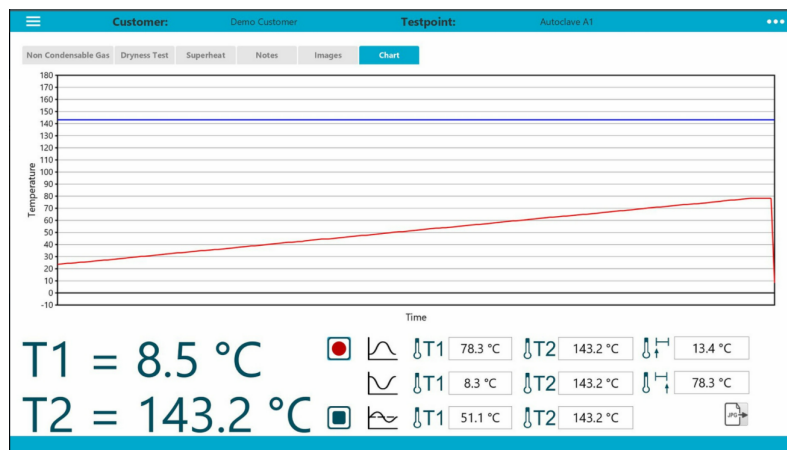 Customer: Demo Customer Testpoint: Autoclave A1
Non Condensable Gas Dryness Test Superheat Notes Images Chart
180
170
160
150
140
130
120
110
100
90
80
70
60
50
40
30
20
10
0
-10
Temperature
Time
T1 = 8.5 °C
T2 = 143.2 °C
T1 78.3 °C T2 143.2 °C 13.4 °C
T1 8.3 °C T2 143.2 °C 78.3 °C
T1 51.1 °C T2 143.2 °C JPG